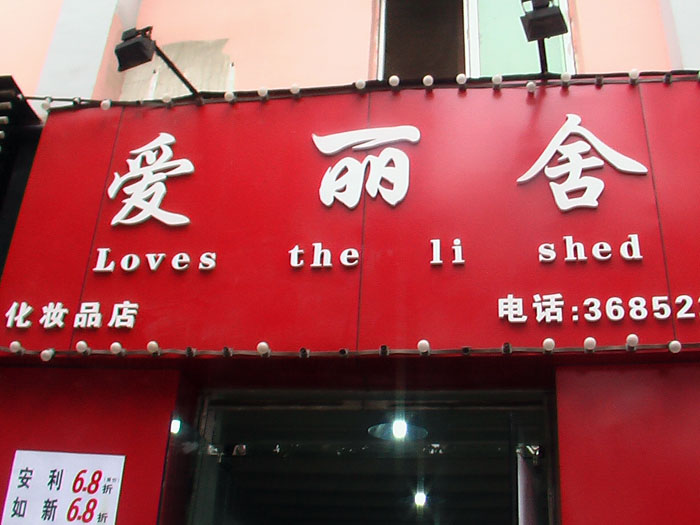 爱丽舍
Loves the li shed
化妆品店
电话:36852
安利6.8折
如新6.8折